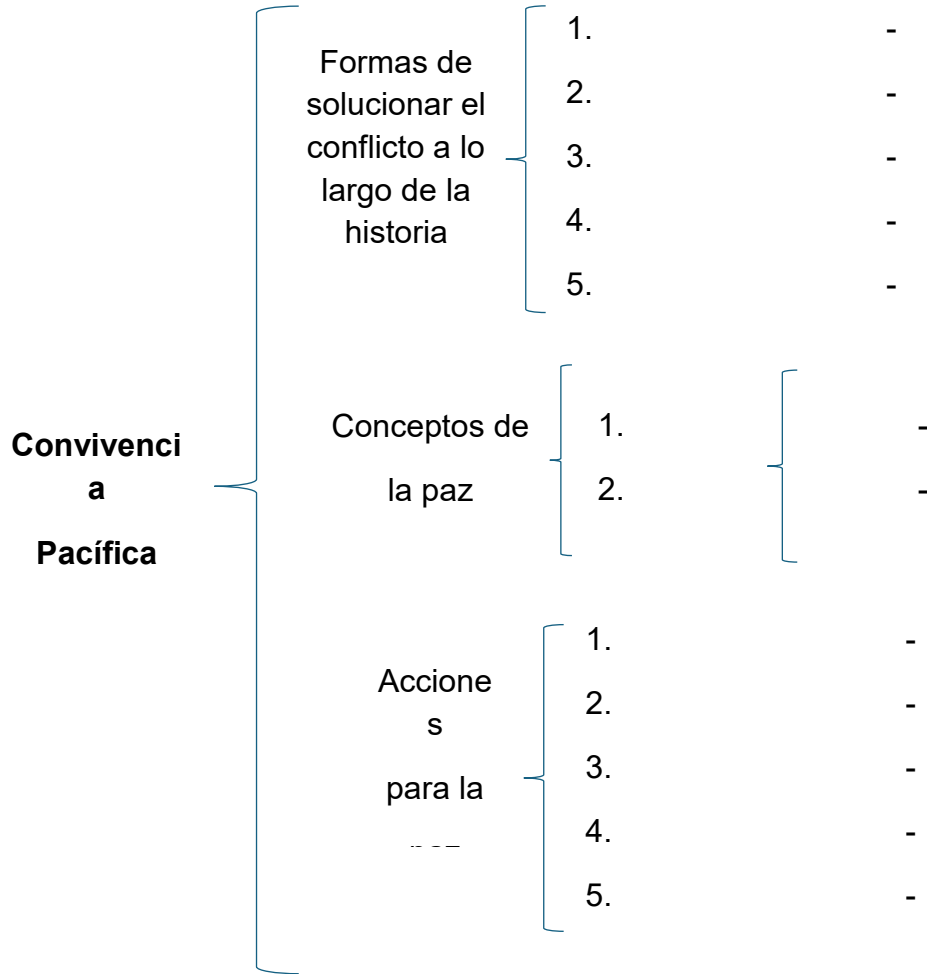 Formas de
solucionar el
conflicto a lo
largo de la
historia
1. -
2. -
3. -
4. -
5. -
Convivenci
a
Pacífica
Conceptos de
la paz
1. -
2. -
Accione
s
para la
1. -
2. -
3. -
4. -
5. -